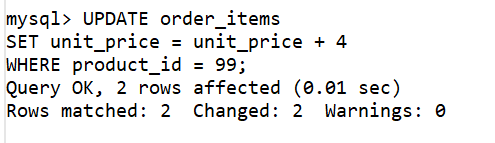 mysql> UPDATE order_items
SET unit_price = unit_price + 4
WHERE product_id = 99;
Query OK, 2 rows affected (0.01 sec)
Rows matched: 2  Changed: 2  Warnings: 0